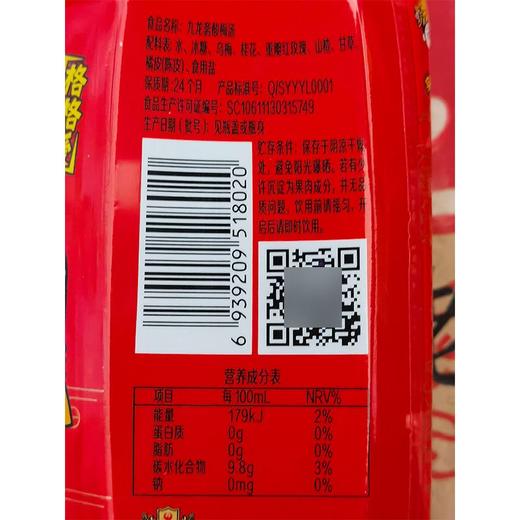 食品名称：九龙斋酸梅汤
配料表：水、冰糖、乌梅、桂花、重瓣红玫瑰、山楂、甘草、
橘皮(陈皮)、食用盐
保质期：24个月 产品标准号：Q/SYYYL0001
食品生产许可证编号：SC10611130315749
生产日期（批号）：见瓶盖或瓶身
贮存条件：保存于阴凉干燥
处，避免阳光曝晒。若有少
许沉淀为果肉成分，并无品
质问题，饮用前请摇匀，开
启后请即时饮用。
6 939209 518020
营养成分表
项目 每100mL NRV%
能量 179kJ 2%
蛋白质 0g 0%
脂肪 0g 0%
碳水化合物 9.8g 3%
钠 0mg 0%
格格